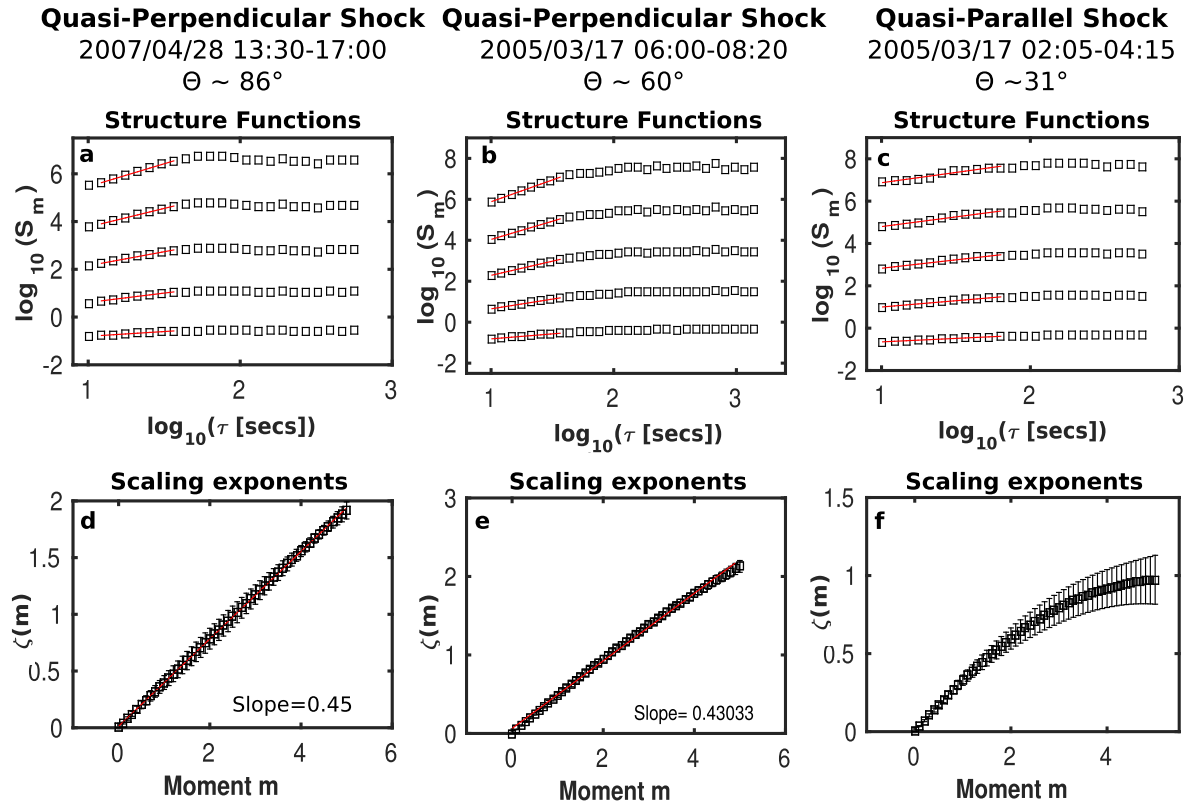 Quasi-Perpendicular Shock
2007/04/28 13:30-17:00
Θ ~ 86°
Quasi-Perpendicular Shock
2005/03/17 06:00-08:20
Θ ~ 60°
Quasi-Parallel Shock
2005/03/17 02:05-04:15
Θ ~31°
Structure Functions
a
log10(Sm)
6
4
2
0
-2
1
2
3
log10(τ [secs])
Structure Functions
b
log10(Sm)
8
6
4
2
0
-2
1
2
3
log10(τ [secs])
Structure Functions
c
log10(Sm)
8
6
4
2
0
-2
1
2
3
log10(τ [secs])
Scaling exponents
d
ζ(m)
2
1.5
1
0.5
0
Slope=0.45
0
2
4
6
Moment m
Scaling exponents
e
ζ(m)
3
2
1
0
Slope= 0.43033
0
2
4
6
Moment m
Scaling exponents
f
ζ(m)
1.5
1
0.5
0
0
2
4
Moment m